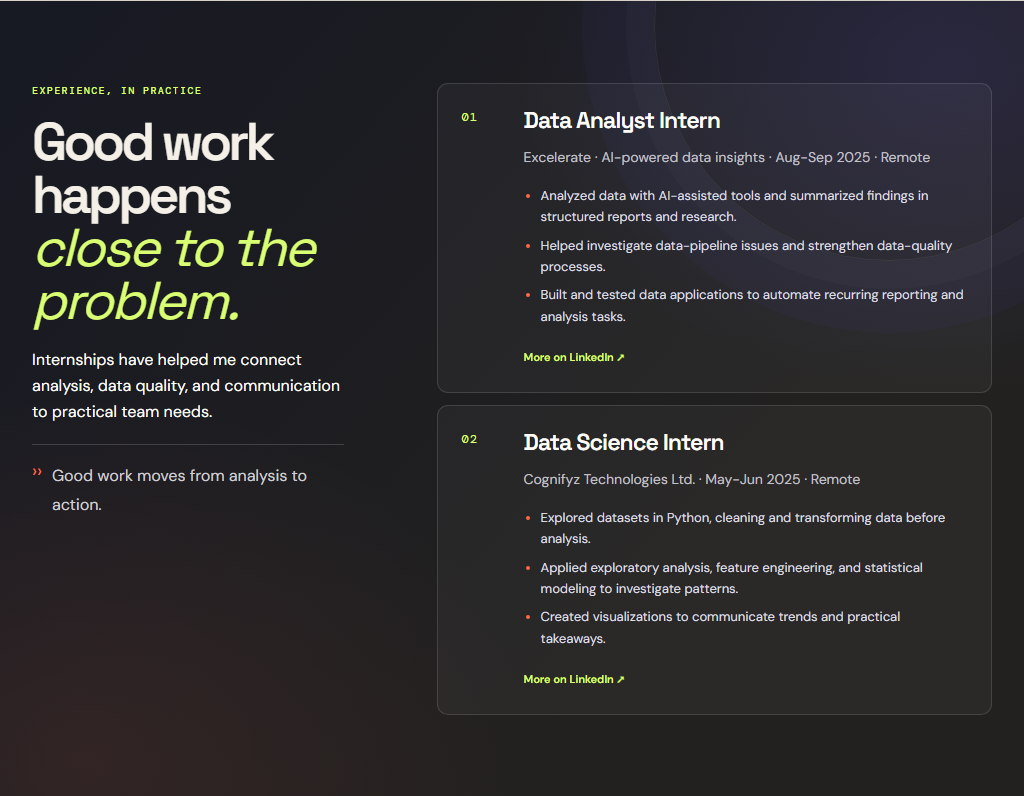 EXPERIENCE, IN PRACTICE
Good work
happens
close to the
problem.
Internships have helped me connect
analysis, data quality, and communication
to practical team needs.
›› Good work moves from analysis to
action.
01
Data Analyst Intern
Excelerate · AI-powered data insights · Aug-Sep 2025 · Remote
• Analyzed data with AI-assisted tools and summarized findings in
structured reports and research.
• Helped investigate data-pipeline issues and strengthen data-quality
processes.
• Built and tested data applications to automate recurring reporting and
analysis tasks.
More on LinkedIn ↗
02
Data Science Intern
Cognifyz Technologies Ltd. · May-Jun 2025 · Remote
• Explored datasets in Python, cleaning and transforming data before
analysis.
• Applied exploratory analysis, feature engineering, and statistical
modeling to investigate patterns.
• Created visualizations to communicate trends and practical
takeaways.
More on LinkedIn ↗